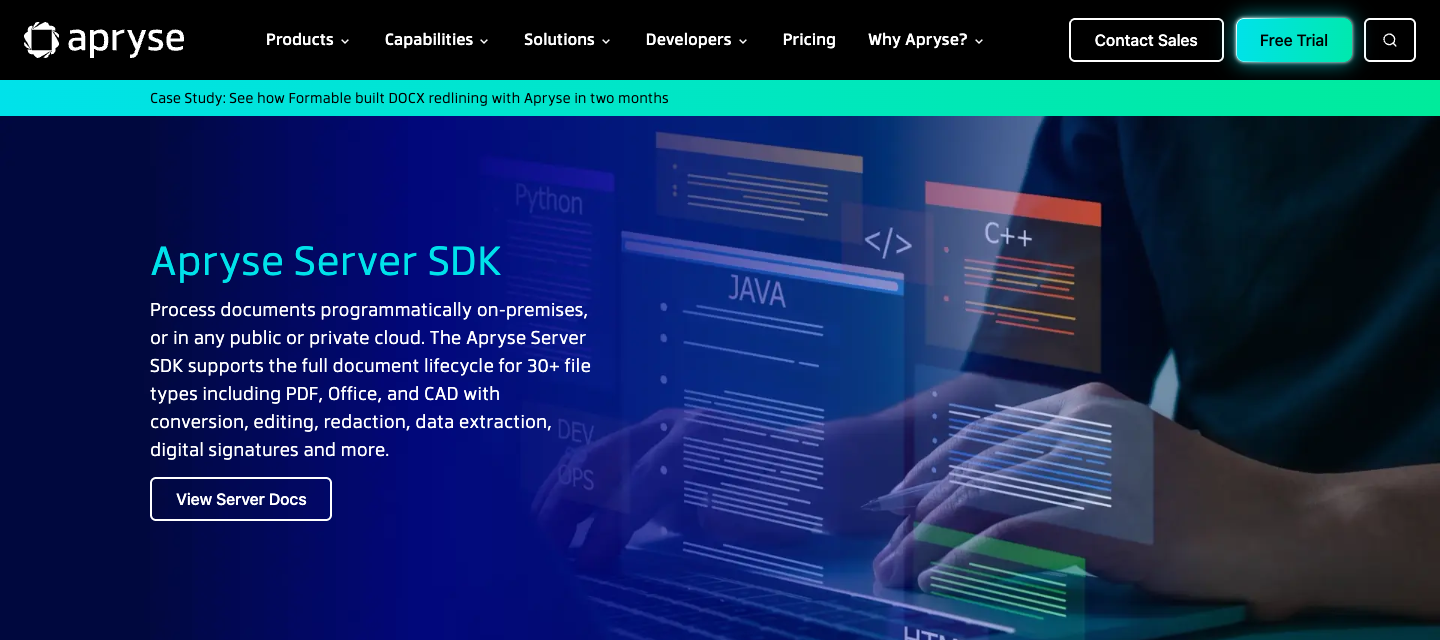 apryse
Products
Capabilities
Solutions
Developers
Pricing
Why Apryse?
Contact Sales
Free Trial
Case Study: See how Formable built DOCX redlining with Apryse in two months
Python
</>
C++
JAVA
Apryse Server SDK
Process documents programmatically on-premises,
or in any public or private cloud. The Apryse Server
SDK supports the full document lifecycle for 30+ file
types including PDF, Office, and CAD with
conversion, editing, redaction, data extraction,
digital signatures and more.
DEV
OPS
View Server Docs